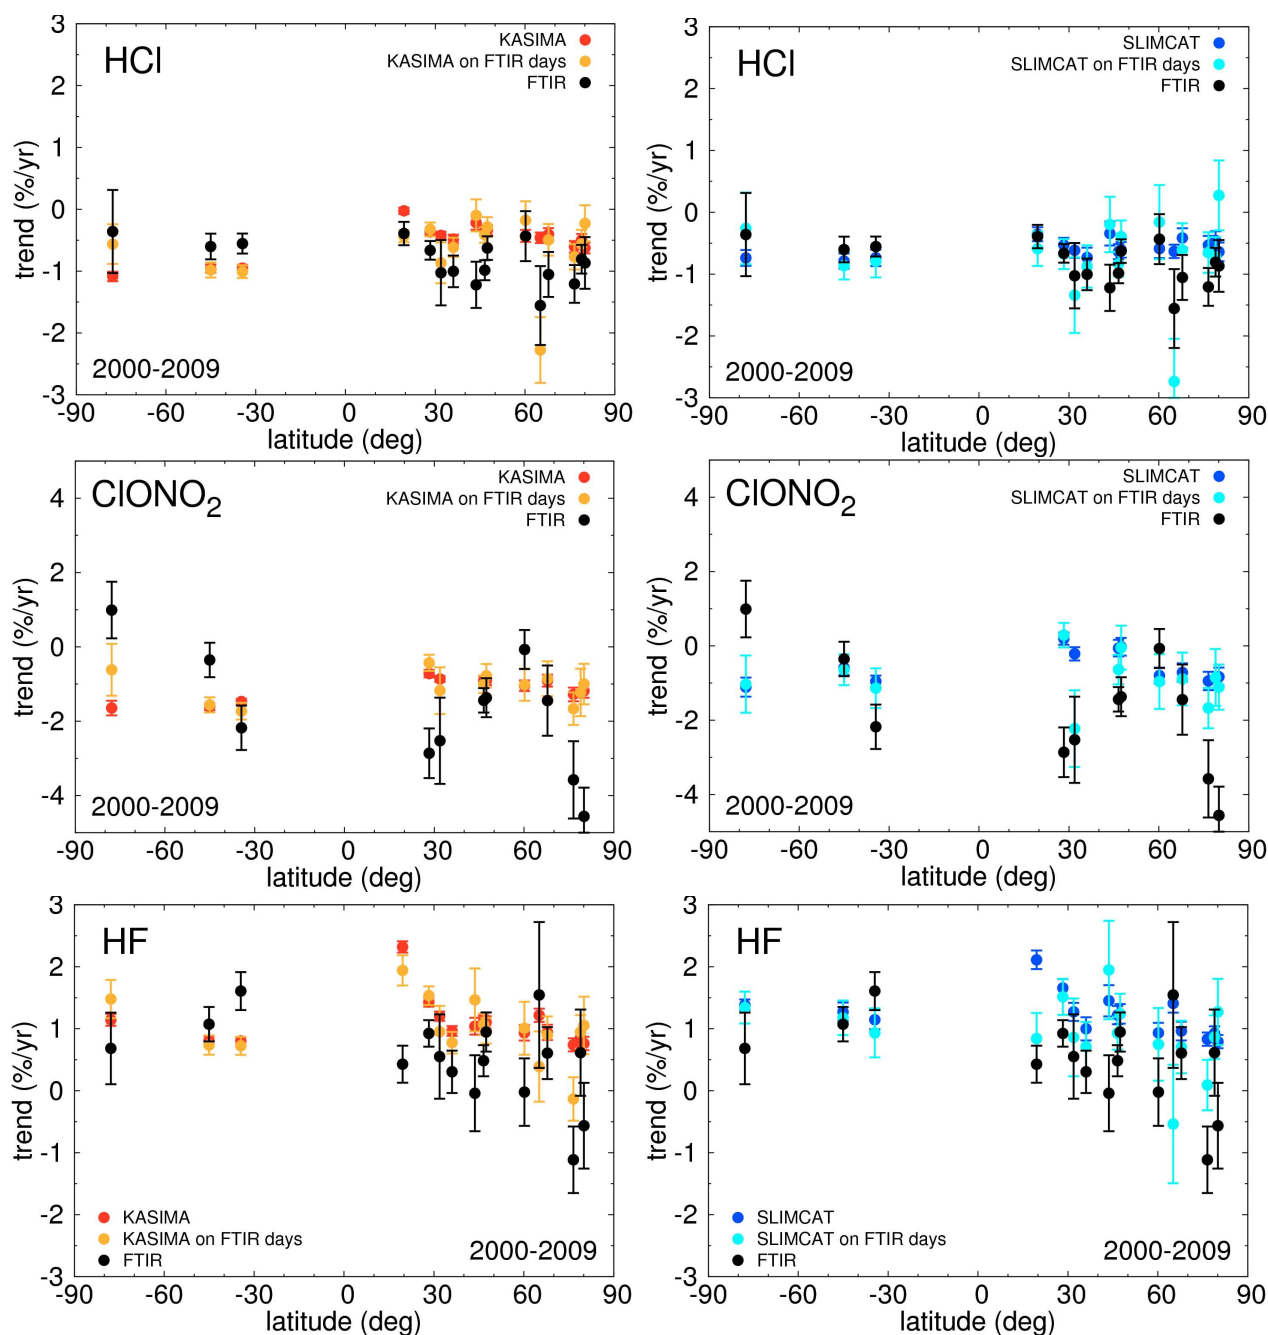 HCl
KASIMA
KASIMA on FTIR days
FTIR
trend (%/yr)
3
2
1
0
-1
-2
-3
2000-2009
-90 -60 -30 0 30 60 90
latitude (deg)
HCl
SLIMCAT
SLIMCAT on FTIR days
FTIR
trend (%/yr)
3
2
1
0
-1
-2
-3
2000-2009
-90 -60 -30 0 30 60 90
latitude (deg)
ClONO2
KASIMA
KASIMA on FTIR days
FTIR
trend (%/yr)
4
2
0
-2
-4
2000-2009
-90 -60 -30 0 30 60 90
latitude (deg)
ClONO2
SLIMCAT
SLIMCAT on FTIR days
FTIR
trend (%/yr)
4
2
0
-2
-4
2000-2009
-90 -60 -30 0 30 60 90
latitude (deg)
HF
trend (%/yr)
3
2
1
0
-1
-2
-3
KASIMA
KASIMA on FTIR days
FTIR
2000-2009
-90 -60 -30 0 30 60 90
latitude (deg)
HF
trend (%/yr)
3
2
1
0
-1
-2
-3
SLIMCAT
SLIMCAT on FTIR days
FTIR
2000-2009
-90 -60 -30 0 30 60 90
latitude (deg)